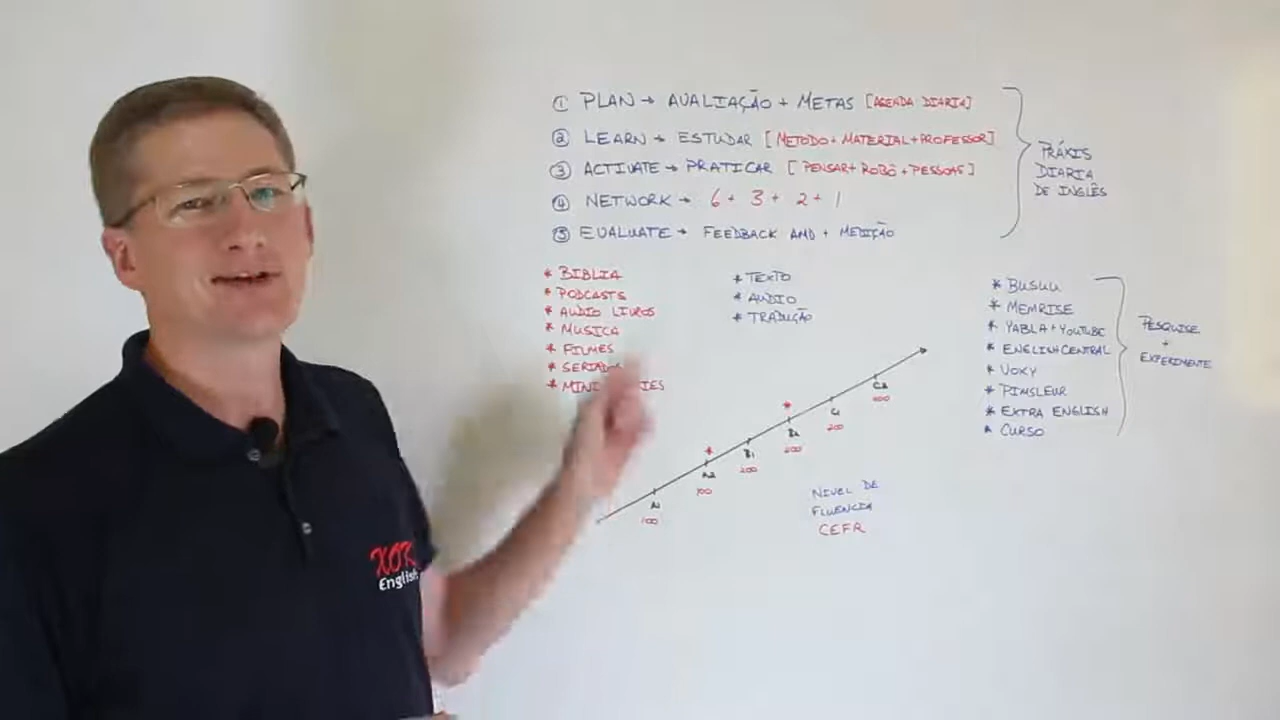 ① PLAN → AVALIAÇÃO + METAS [AGENDA DIARIA]
② LEARN → ESTUDAR [METODO + MATERIAL + PROFESSOR]
③ ACTIVATE → PRATICAR [PENSAR + ROBÔ + PESSOAS]
④ NETWORK → 6 + 3 + 2 + 1
⑤ EVALUATE → FEEDBACK AND + MEDIÇÃO
PRÁXIS
DIARIA
DE INGLÊS
* BIBLIA
* PODCASTS
* AUDIO LIVROS
* MUSICA
* FILMES
* SERIADOS
* TEXTO
* AUDIO
* TRADUÇÃO
* BUSUU
* MEMRISE
* YABLA + YOUTUBE
* ENGLISHCENTRAL
* VOXY
* PIMSLEUR
* EXTRA ENGLISH
* CURSO
PESQUISE
+
EXPERIMENTE
A1
100
* A2
100
B1
200
* B2
200
C1
200
C2
400
NIVEL DE
FLUENCIA
CEFR
XOK
English